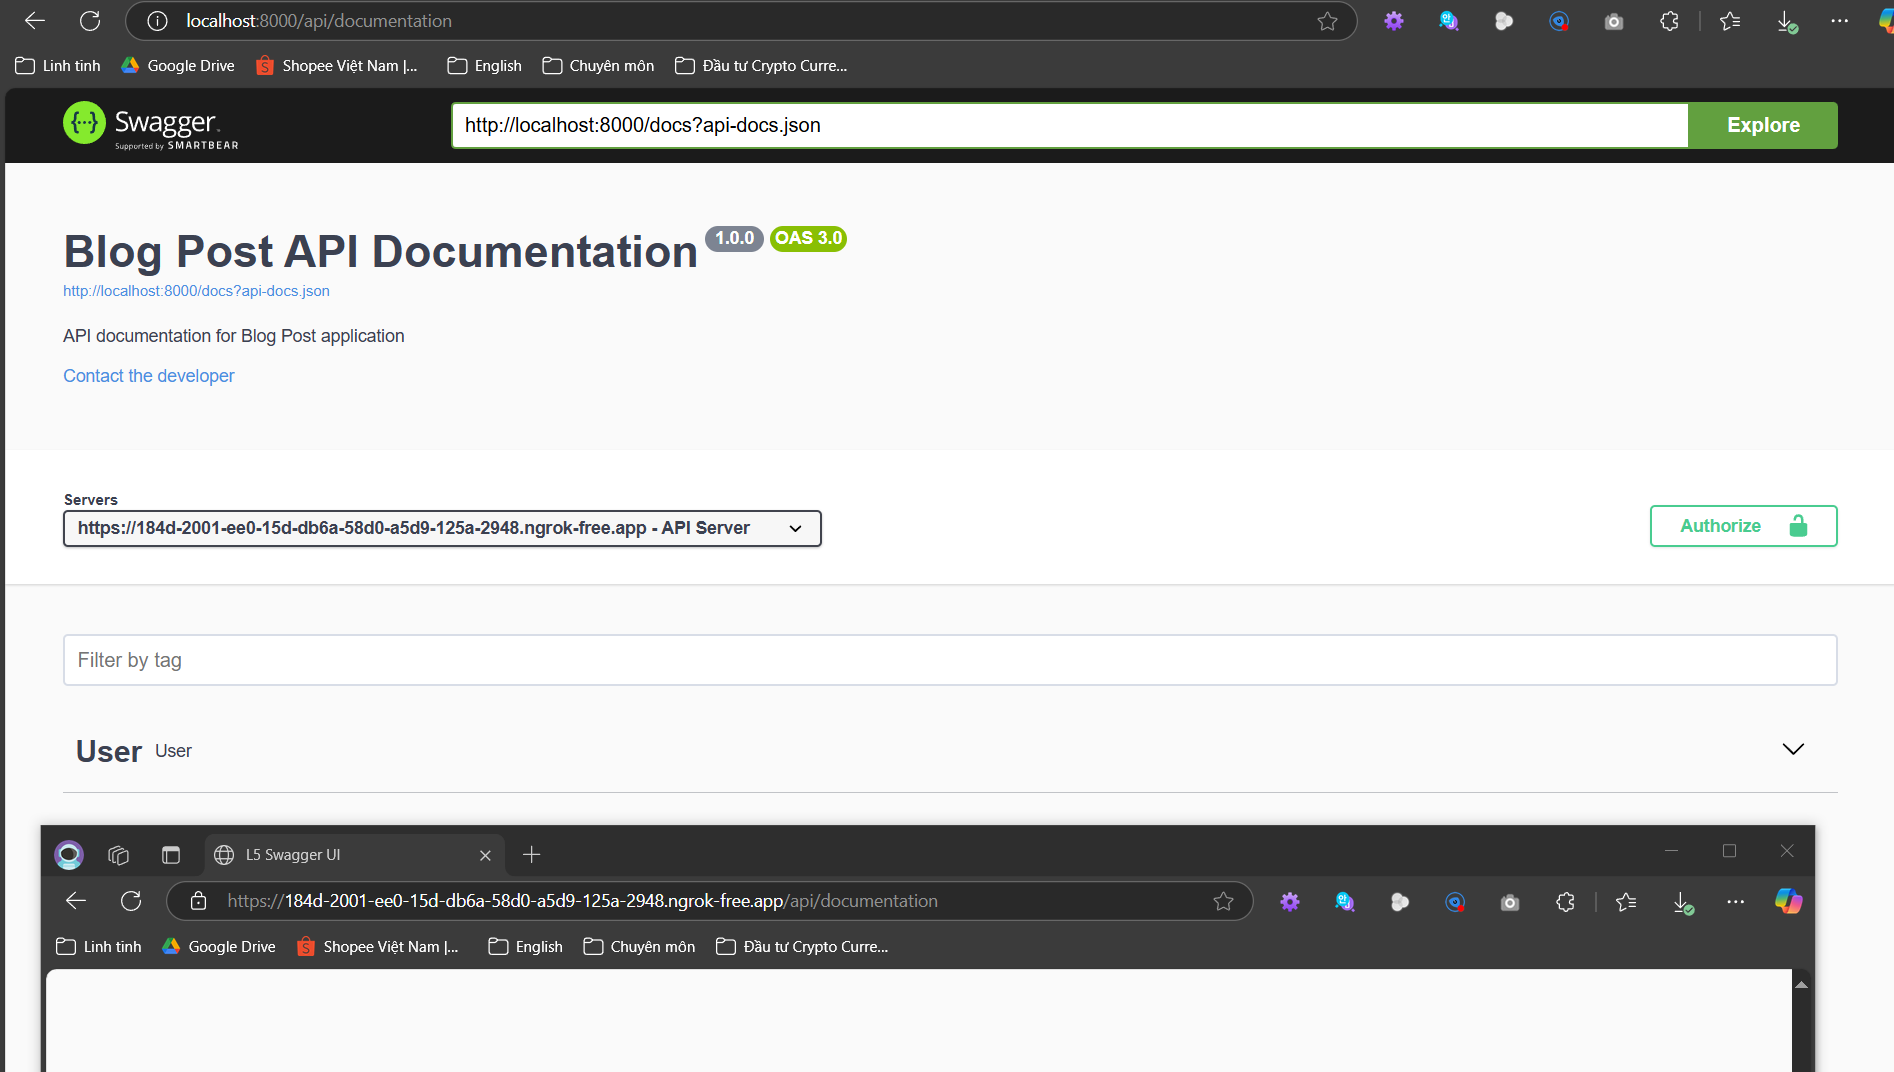 localhost:8000/api/documentation
Linh tinh Google Drive Shopee Việt Nam |... English Chuyên môn Đầu tư Crypto Curre...
Swagger.
Supported by SMARTBEAR
http://localhost:8000/docs?api-docs.json
Explore
Blog Post API Documentation 1.0.0 OAS 3.0
http://localhost:8000/docs?api-docs.json
API documentation for Blog Post application
Contact the developer
Servers
https://184d-2001-ee0-15d-db6a-58d0-a5d9-125a-2948.ngrok-free.app - API Server
Authorize
Filter by tag
User User
L5 Swagger UI
https://184d-2001-ee0-15d-db6a-58d0-a5d9-125a-2948.ngrok-free.app/api/documentation
Linh tinh Google Drive Shopee Việt Nam |... English Chuyên môn Đầu tư Crypto Curre...